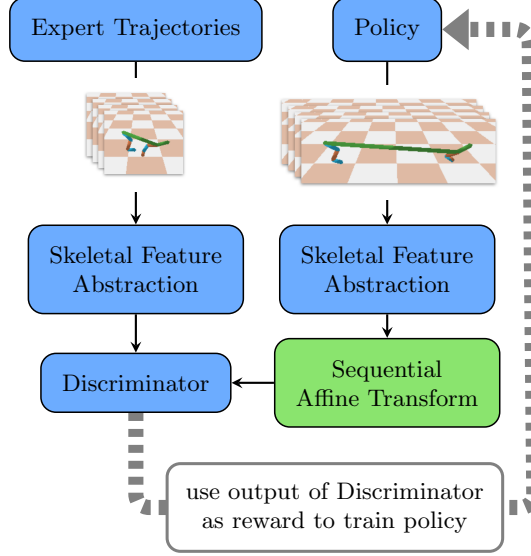 Expert Trajectories
Policy
Skeletal Feature
Abstraction
Skeletal Feature
Abstraction
Discriminator
Sequential
Affine Transform
use output of Discriminator
as reward to train policy